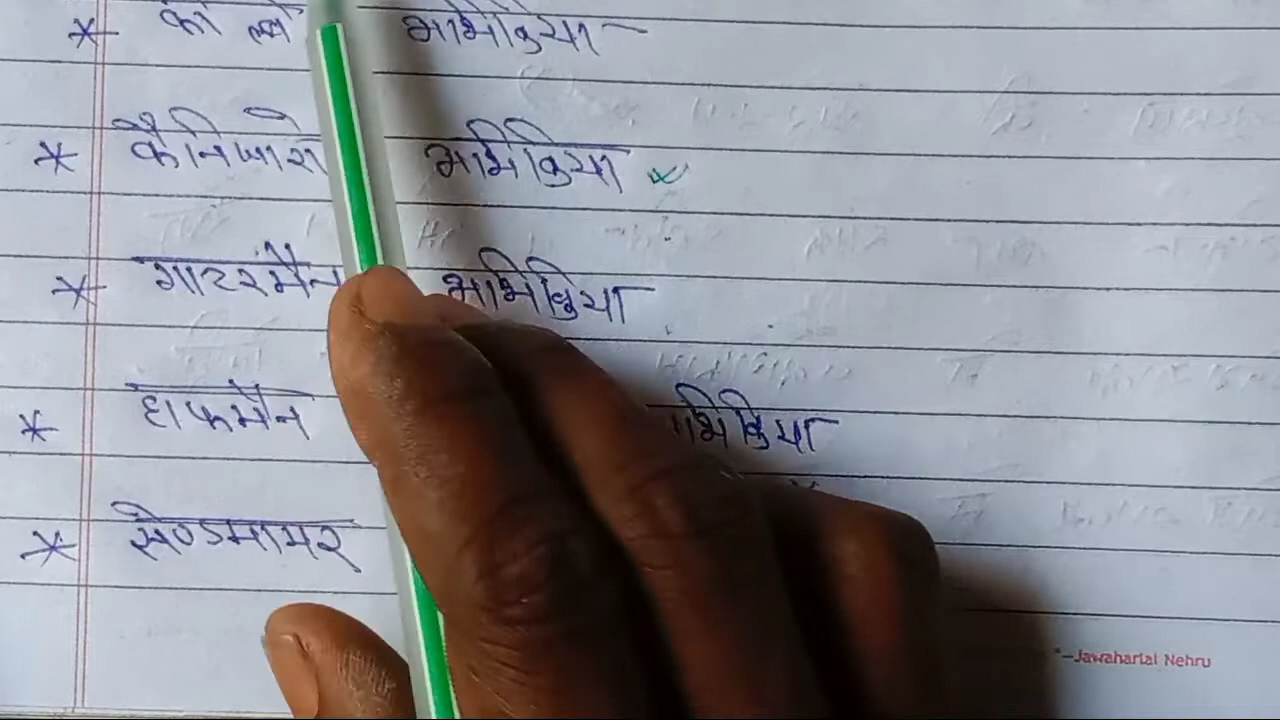 * को ल्वे अभिक्रिया
* कैनिजारो अभिक्रिया
* गाटरमैन अभिक्रिया
* हाफमैन भिक्रिया
* सेण्डमायर
-Jawaharlal Nehru